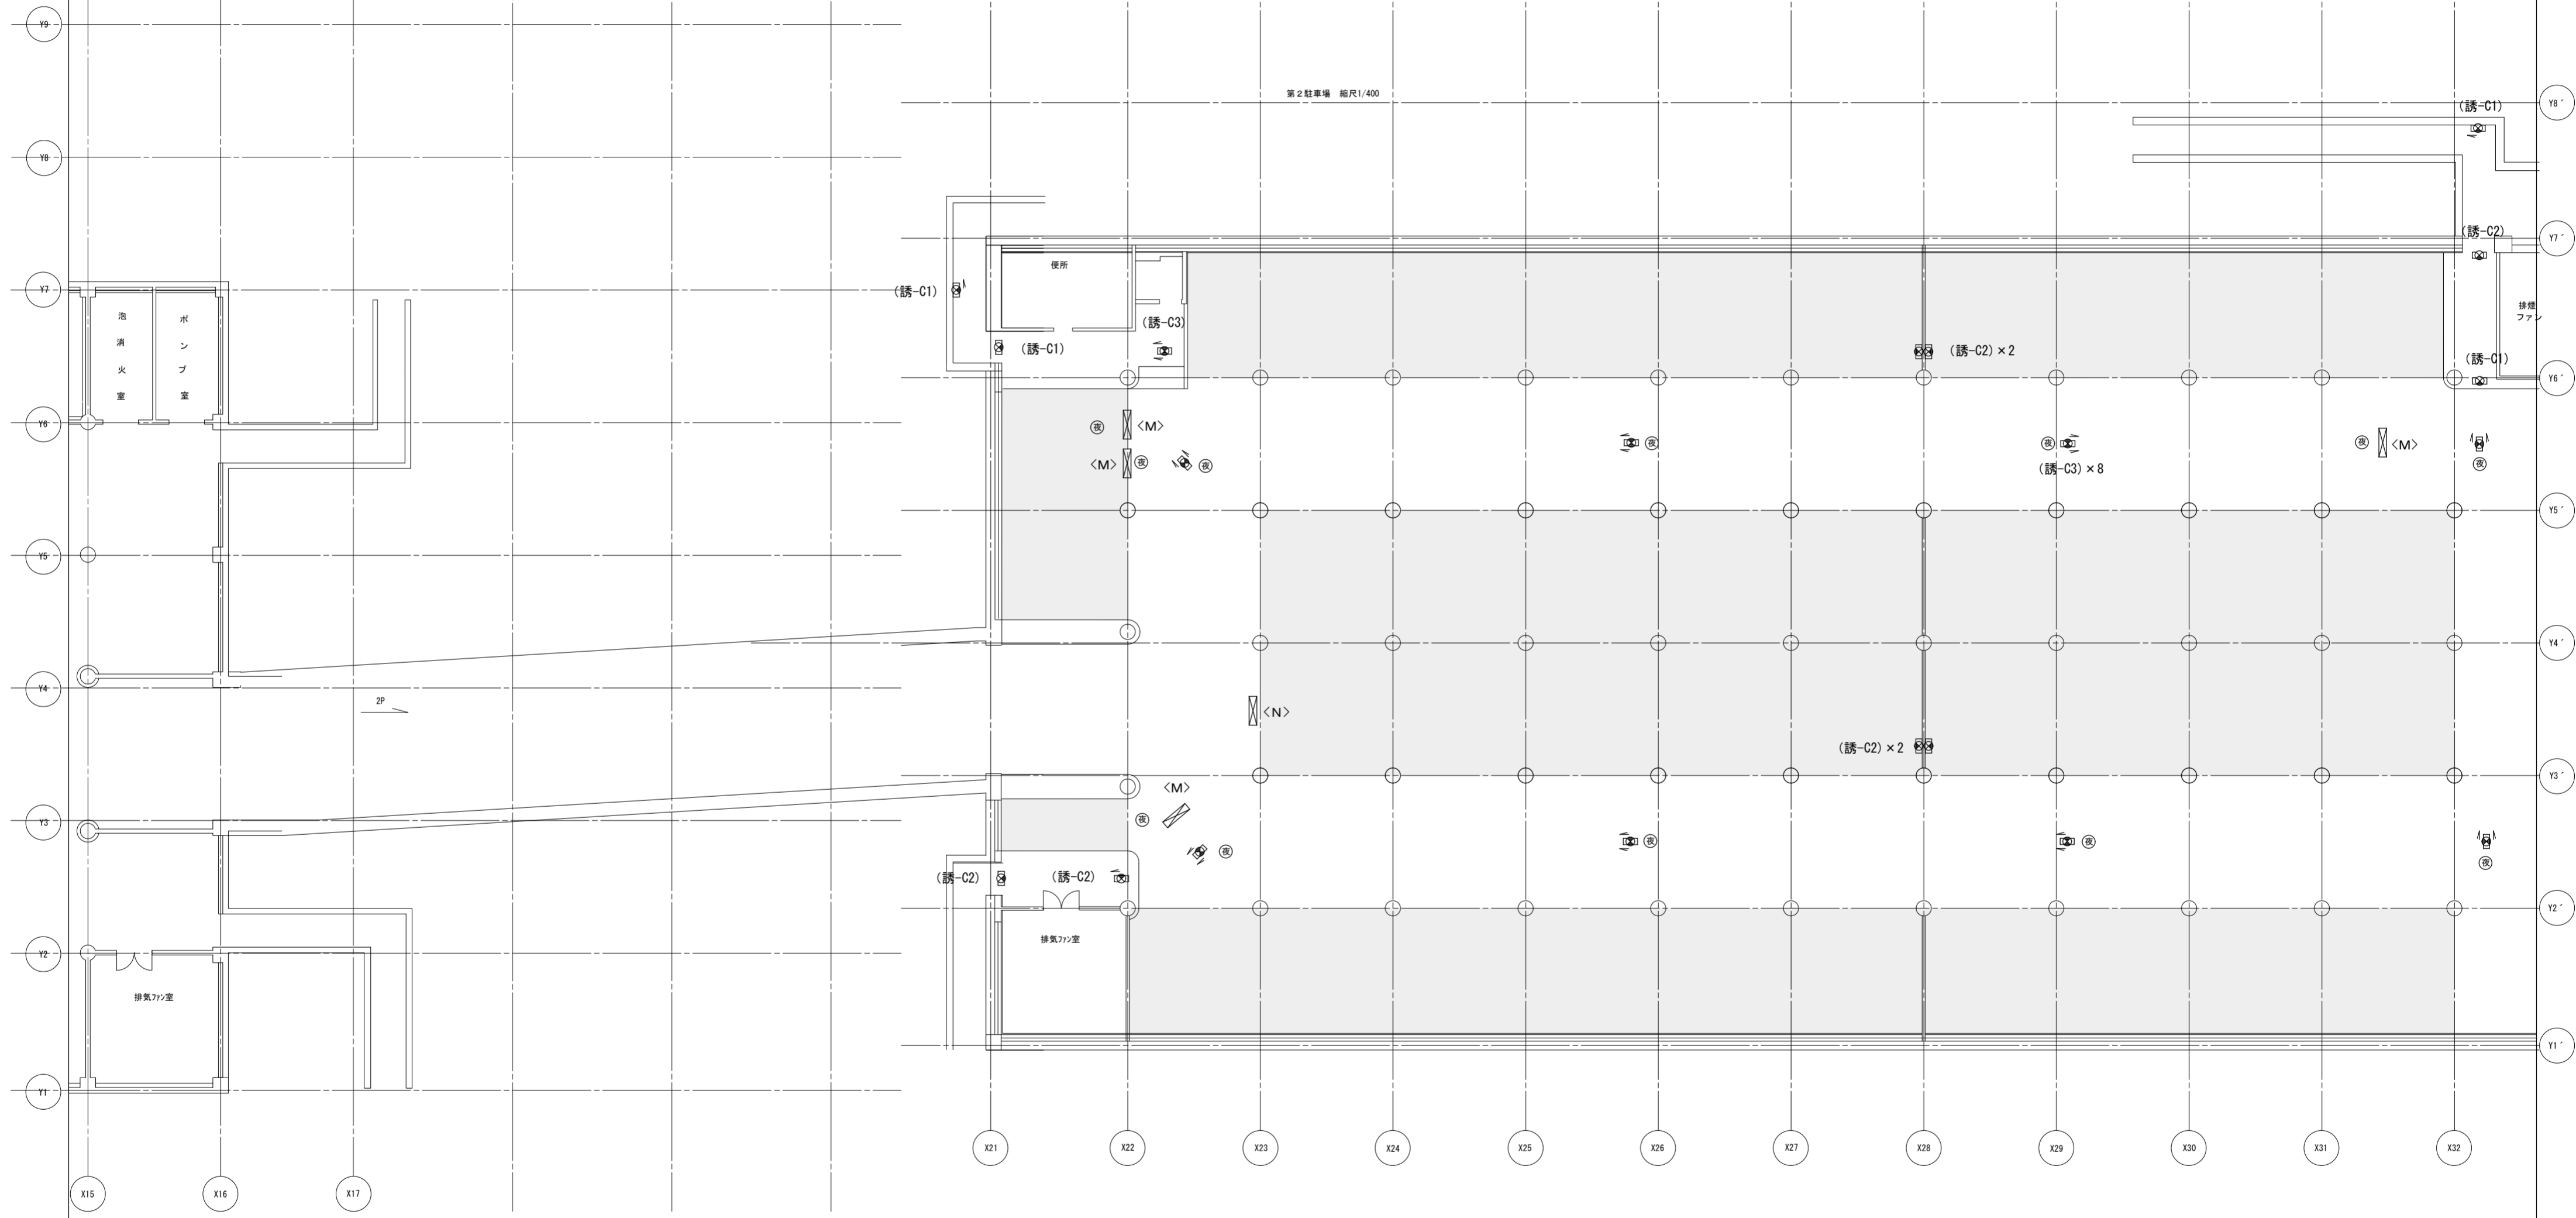 Y9
第2駐車場 縮尺1/400
Y8´
(誘-C1)
Y8
(誘-C2)
Y7´
便所
Y7
(誘-C1)
排煙
ファン
泡消火室
ポンプ室
(誘-C3)
(誘-C1)
(誘-C2)×2
(誘-C1)
Y6´
Y6
夜
<M>
夜
夜
夜
<M>
<M>
夜
夜
夜
(誘-C3)×8
Y5´
Y5
Y4´
Y4
2P
<N>
(誘-C2)×2
Y3´
<M>
Y3
夜
夜
夜
夜
夜
(誘-C2)
(誘-C2)
Y2´
排気ファン室
Y2
排気ファン室
Y1´
Y1
X21
X22
X23
X24
X25
X26
X27
X28
X29
X30
X31
X32
X15
X16
X17